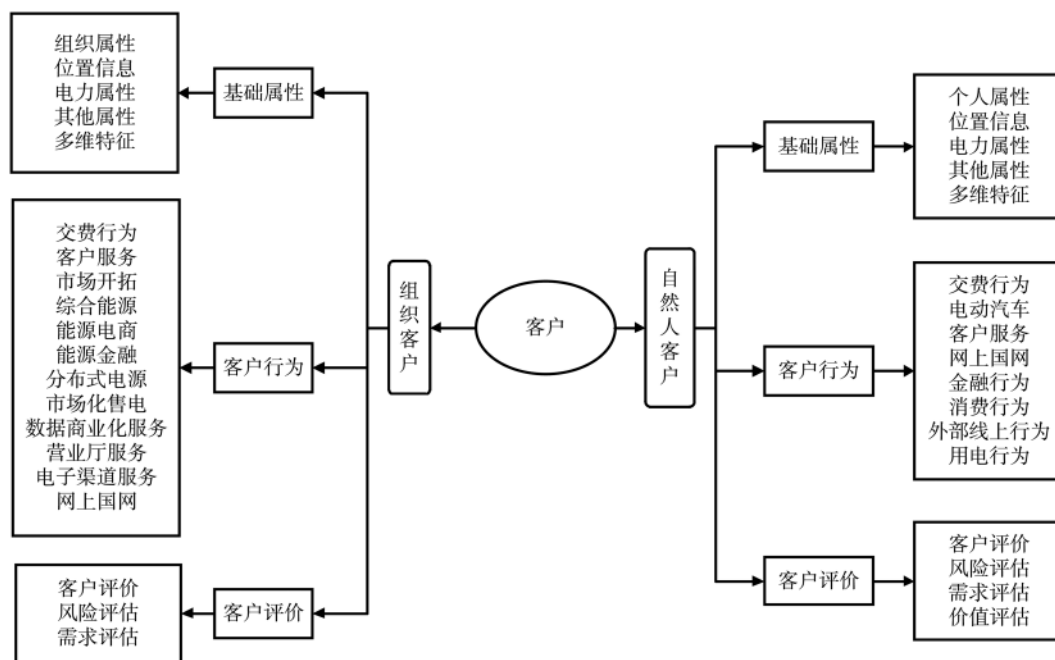 组织属性
位置信息
电力属性
其他属性
多维特征
基础属性
交费行为
客户服务
市场开拓
综合能源
能源电商
能源金融
分布式电源
市场化售电
数据商业化服务
营业厅服务
电子渠道服务
网上国网
客户行为
客户评价
风险评估
需求评估
客户评价
组织客户
客户
自然人客户
基础属性
个人属性
位置信息
电力属性
其他属性
多维特征
客户行为
交费行为
电动汽车
客户服务
网上国网
金融行为
消费行为
外部线上行为
用电行为
客户评价
客户评价
风险评估
需求评估
价值评估